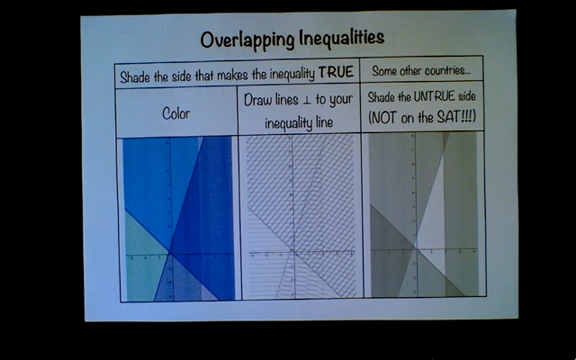 Overlapping Inequalities
Shade the side that makes the inequality TRUE
Some other countries...
Color
Draw lines ⊥ to your
inequality line
Shade the UNTRUE side
(NOT on the SAT!!!)